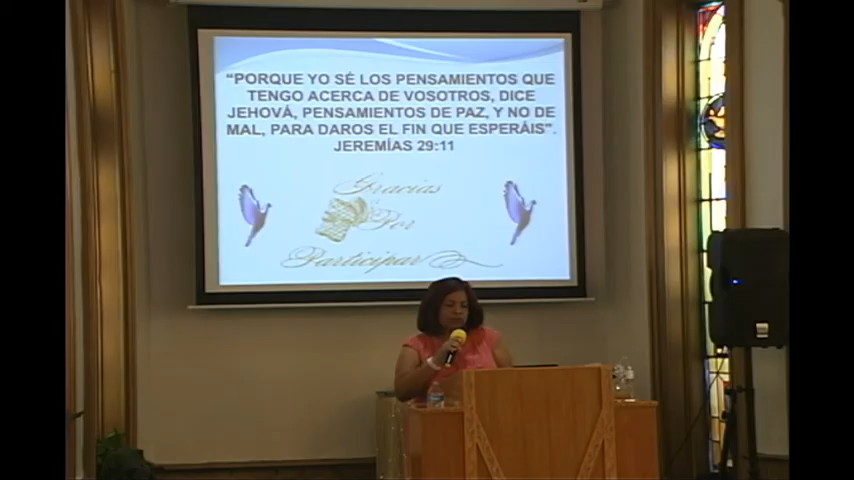 “PORQUE YO SÉ LOS PENSAMIENTOS QUE
TENGO ACERCA DE VOSOTROS, DICE
JEHOVÁ, PENSAMIENTOS DE PAZ, Y NO DE
MAL, PARA DAROS EL FIN QUE ESPERÁIS”.
JEREMÍAS 29:11
Gracias
Por
Participar